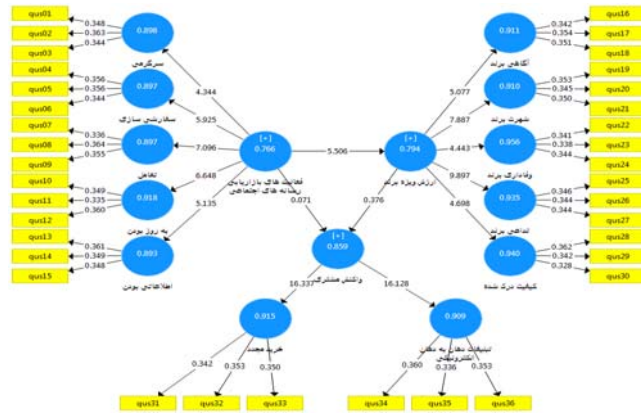 qus01
qus02
qus03
qus04
qus05
qus06
qus07
qus08
qus09
qus10
qus11
qus12
qus13
qus14
qus15
0.348
0.363
0.344
0.356
0.356
0.344
0.336
0.364
0.355
0.349
0.335
0.360
0.361
0.349
0.348
0.896
سرگرمی
0.897
سفارشی سازی
0.897
تعامل
0.918
به روز بودن
0.893
اطلاعاتی بودن
4.344
5.925
7.096
6.648
5.135
[+]
0.766
فعالیت های بازاریابی
رسانه های اجتماعی
5.506
0.071
0.376
[+]
0.794
ارزش ویژه برند
[+]
0.859
واکنش مشتری
5.077
7.887
4.443
9.897
4.698
0.911
آگاهی برند
0.910
شهرت برند
0.956
وفاداری برند
0.935
تداعی برند
0.940
کیفیت درک شده
0.342
0.354
0.351
0.353
0.345
0.350
0.341
0.338
0.344
0.346
0.344
0.344
0.362
0.342
0.328
qus16
qus17
qus18
qus19
qus20
qus21
qus22
qus23
qus24
qus25
qus26
qus27
qus28
qus29
qus30
16.337
16.128
0.915
خرید مجدد
0.909
تبلیغات دهان به دهان
الکترونیکی
0.342
0.353
0.350
0.360
0.336
0.353
qus31
qus32
qus33
qus34
qus35
qus36